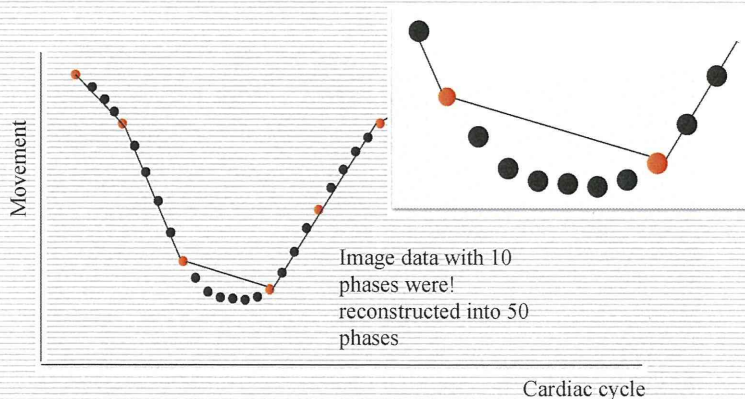 Movement
Image data with 10
phases were!
reconstructed into 50
phases
Cardiac cycle